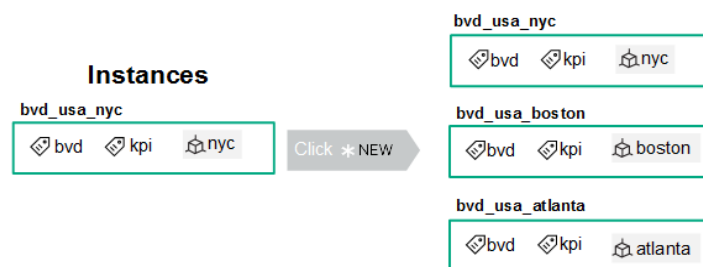 Instances
bvd_usa_nyc
bvd kpi nyc
Click * NEW
bvd_usa_nyc
bvd kpi nyc
bvd_usa_boston
bvd kpi boston
bvd_usa_atlanta
bvd kpi atlanta